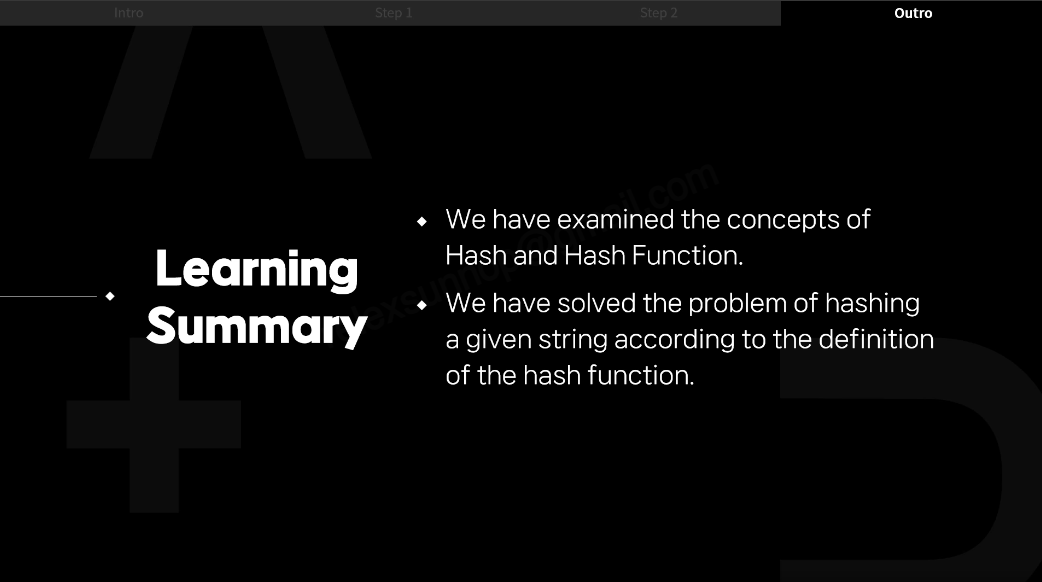 Intro
Step 1
Step 2
Outro
Learning
Summary
We have examined the concepts of
Hash and Hash Function.
We have solved the problem of hashing
a given string according to the definition
of the hash function.